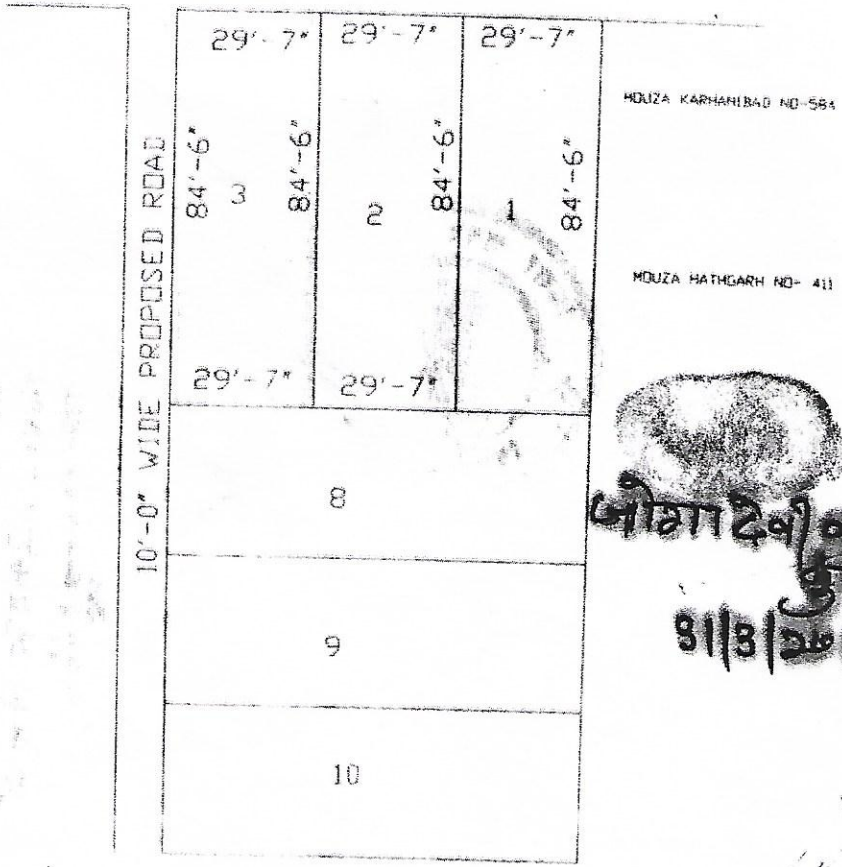 29'-7" 29'-7" 29'-7"
MOUZA KARHANIBAD NO-584
84'-6" 84'-6" 84'-6" 84'-6"
3 2 1
10'-0" WIDE PROPOSED ROAD
MOUZA HATHGARH NO- 411
29'-7" 29'-7"
8
जोगा देवी
9
10